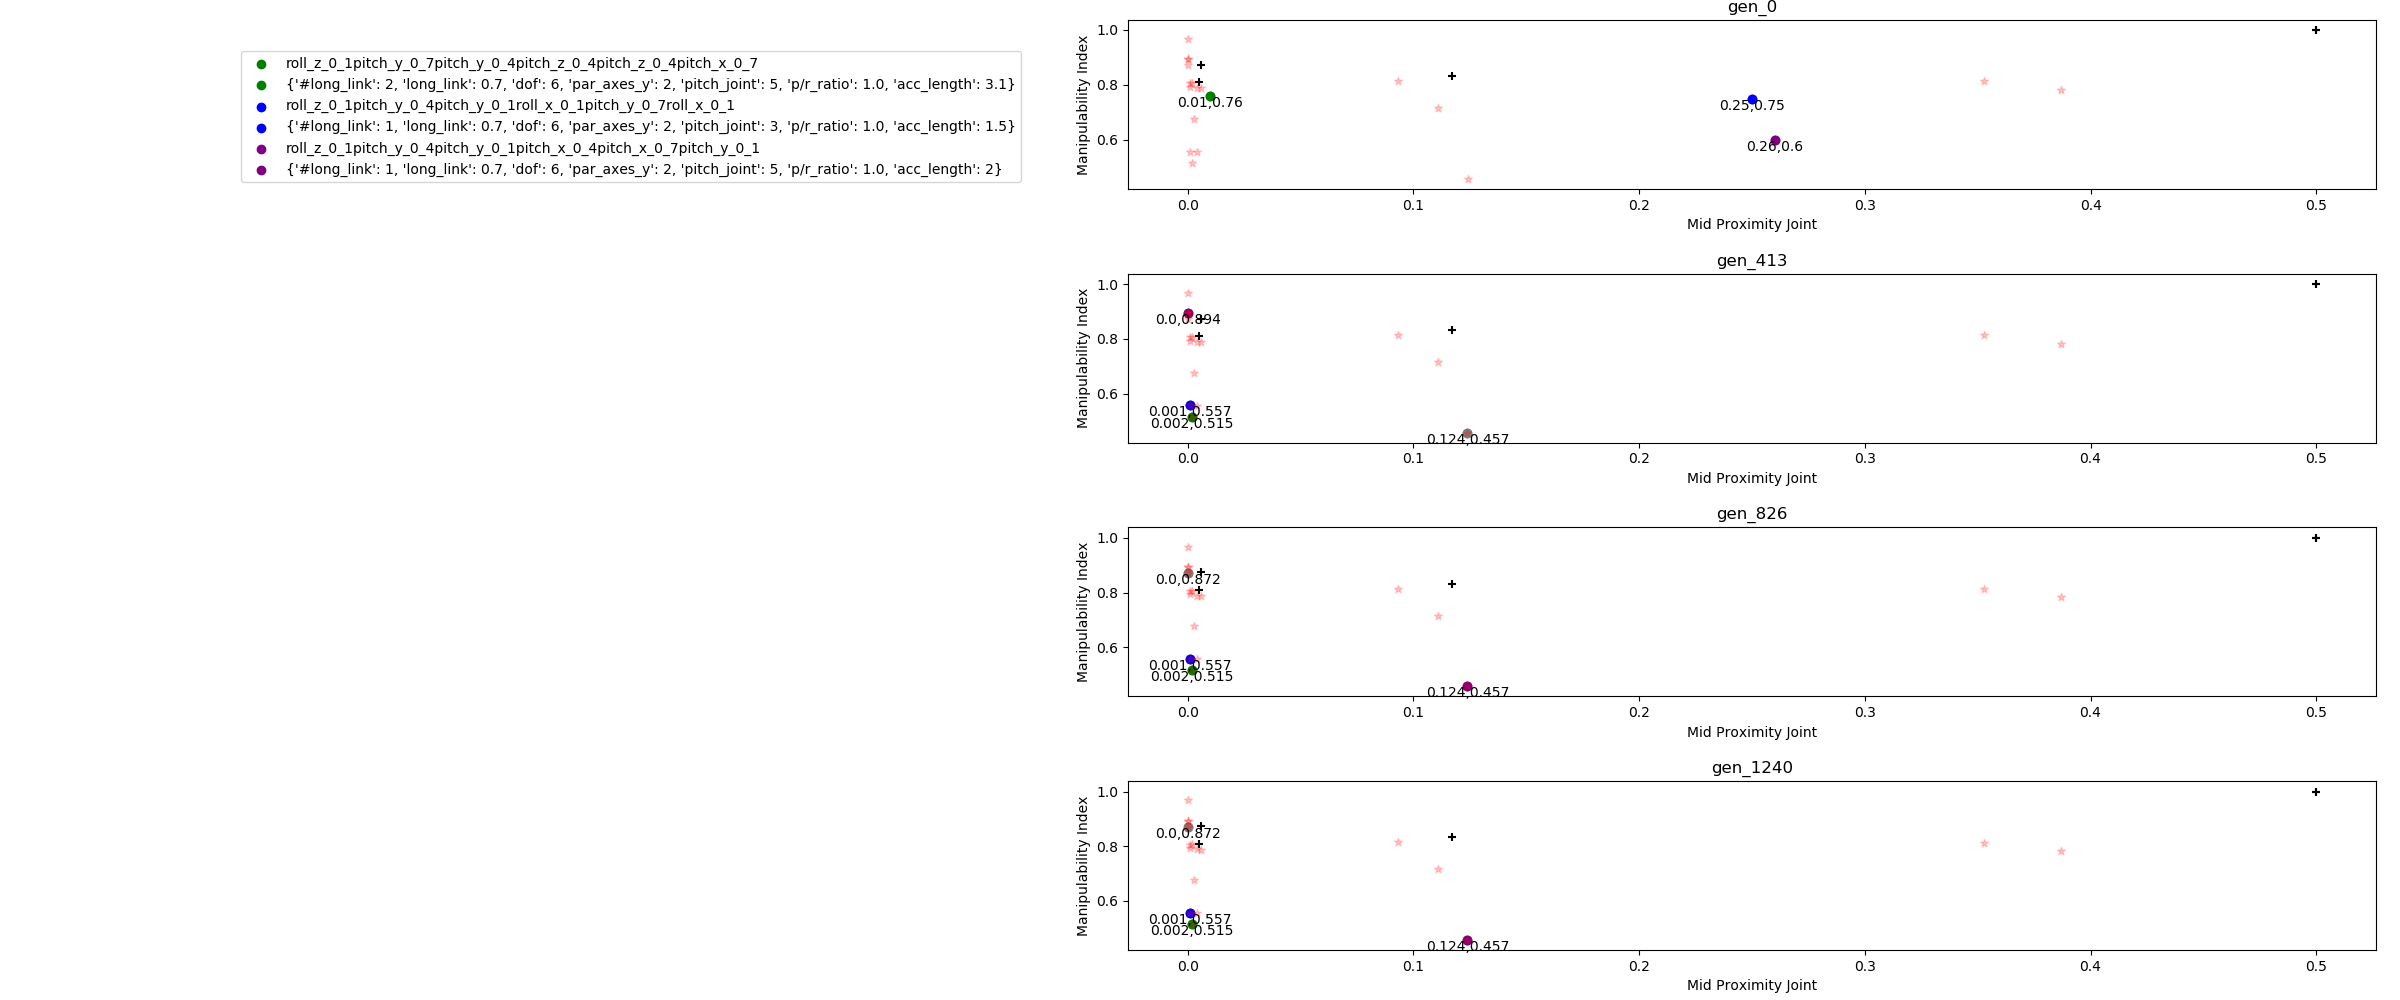 roll_z_0_1pitch_y_0_7pitch_y_0_4pitch_z_0_4pitch_z_0_4pitch_x_0_7
{'#long_link': 2, 'long_link': 0.7, 'dof': 6, 'par_axes_y': 2, 'pitch_joint': 5, 'p/r_ratio': 1.0, 'acc_length': 3.1}
roll_z_0_1pitch_y_0_4pitch_y_0_1roll_x_0_1pitch_y_0_7roll_x_0_1
{'#long_link': 1, 'long_link': 0.7, 'dof': 6, 'par_axes_y': 2, 'pitch_joint': 3, 'p/r_ratio': 1.0, 'acc_length': 1.5}
roll_z_0_1pitch_y_0_4pitch_y_0_1pitch_x_0_4pitch_x_0_7pitch_y_0_1
{'#long_link': 1, 'long_link': 0.7, 'dof': 6, 'par_axes_y': 2, 'pitch_joint': 5, 'p/r_ratio': 1.0, 'acc_length': 2}
gen_0
Manipulability Index
1.0
0.8
0.6
0.01,0.76
0.25,0.75
0.26,0.6
0.0 0.1 0.2 0.3 0.4 0.5
Mid Proximity Joint
gen_413
Manipulability Index
1.0
0.8
0.6
0.0,0.894
0.001,0.557
0.002,0.515
0.124,0.457
0.0 0.1 0.2 0.3 0.4 0.5
Mid Proximity Joint
gen_826
Manipulability Index
1.0
0.8
0.6
0.0,0.872
0.001,0.557
0.002,0.515
0.124,0.457
0.0 0.1 0.2 0.3 0.4 0.5
Mid Proximity Joint
gen_1240
Manipulability Index
1.0
0.8
0.6
0.0,0.872
0.001,0.557
0.002,0.515
0.124,0.457
0.0 0.1 0.2 0.3 0.4 0.5
Mid Proximity Joint